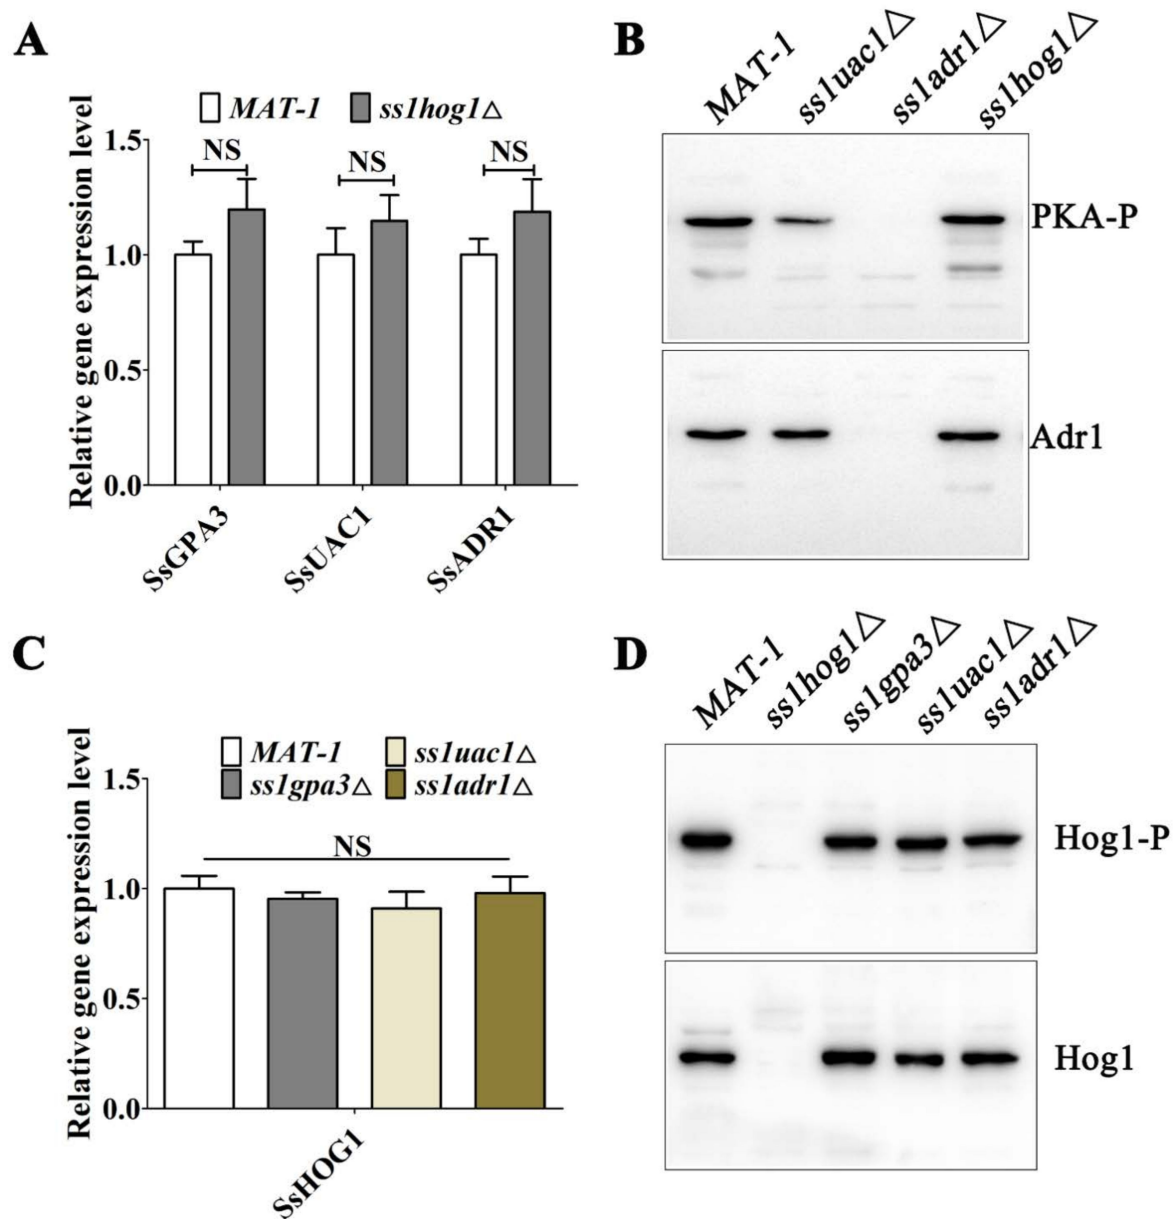 A
MAT-1 ss1hog1△
Relative gene expression level
1.5
1.0
0.5
0.0
NS NS NS
SsGPA3 SsUAC1 SsADR1
B
MAT-1 ss1uac1△ ss1adr1△ ss1hog1△
PKA-P
Adr1
C
MAT-1 ss1uac1△
ss1gpa3△ ss1adr1△
Relative gene expression level
1.5
1.0
0.5
0.0
NS
SsHOG1
D
MAT-1 ss1hog1△ ss1gpa3△ ss1uac1△ ss1adr1△
Hog1-P
Hog1